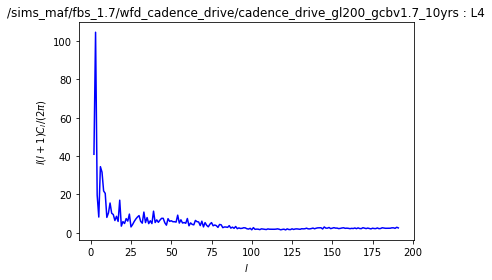 /sims_maf/fbs_1.7/wfd_cadence_drive/cadence_drive_gl200_gcbv1.7_10yrs : L4
l(l + 1)Cₗ/(2π)
100
80
60
40
20
0
0 25 50 75 100 125 150 175 200
l